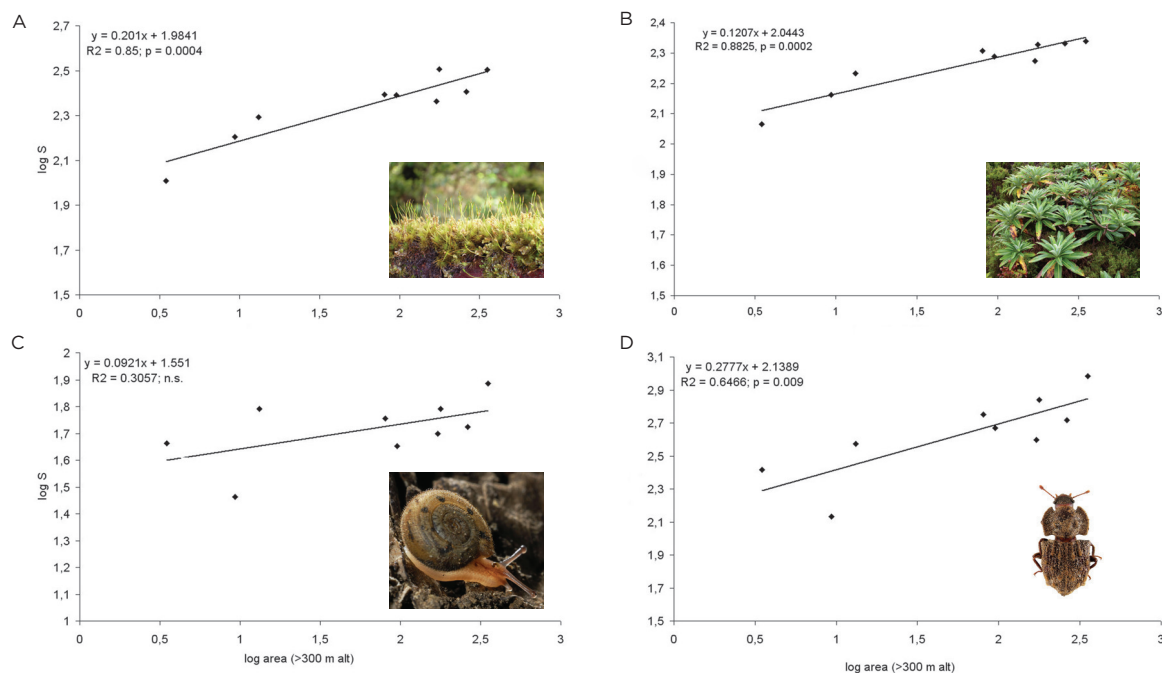 A
y = 0.201x + 1.9841
R2 = 0.85; p = 0.0004
log S
2,7
2,5
2,3
2,1
1,9
1,7
1,5
0 0,5 1 1,5 2 2,5 3
B
y = 0.1207x + 2.0443
R2 = 0.8825, p = 0.0002
2,4
2,3
2,2
2,1
2
1,9
1,8
1,7
1,6
1,5
0 0,5 1 1,5 2 2,5 3
C
y = 0.0921x + 1.551
R2 = 0.3057; n.s.
log S
2
1,9
1,8
1,7
1,6
1,5
1,4
1,3
1,2
1,1
1
0 0,5 1 1,5 2 2,5 3
log area (>300 m alt)
D
y = 0.2777x + 2.1389
R2 = 0.6466; p = 0.009
3,1
2,9
2,7
2,5
2,3
2,1
1,9
1,7
1,5
0 0,5 1 1,5 2 2,5 3
log area (>300 m alt)